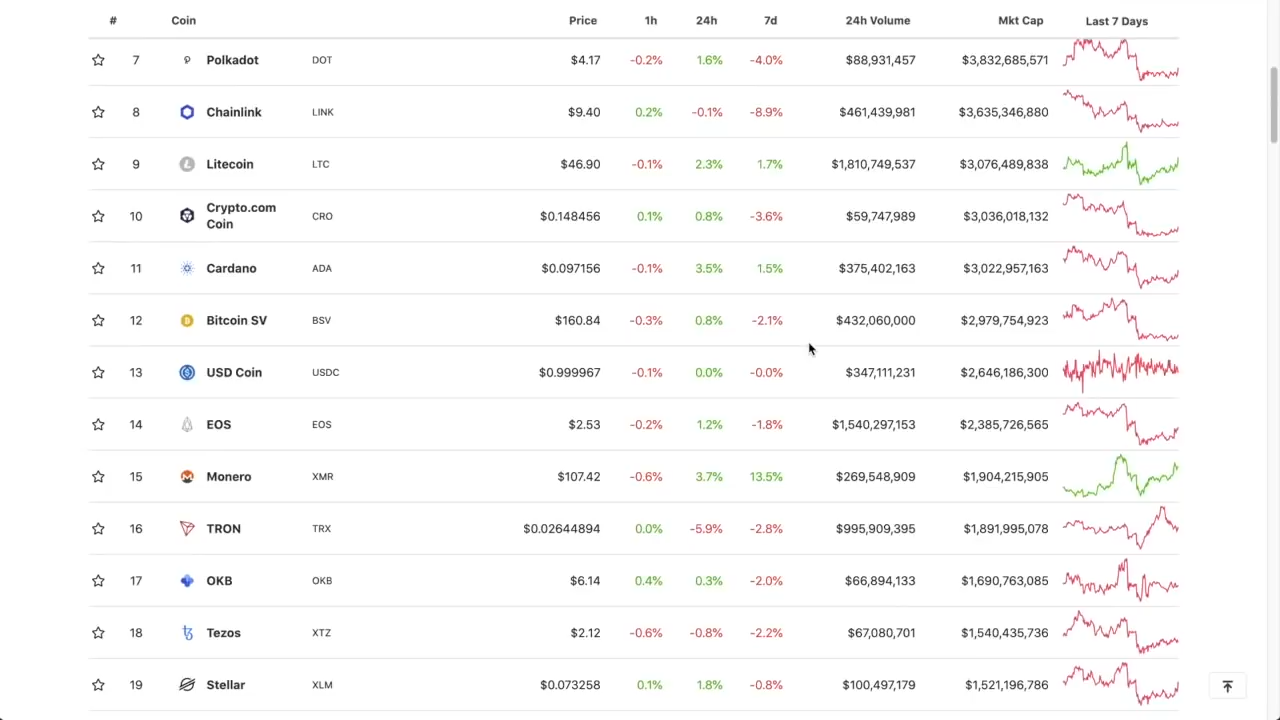 # Coin Price 1h 24h 7d 24h Volume Mkt Cap Last 7 Days
7 Polkadot DOT $4.17 -0.2% 1.6% -4.0% $88,931,457 $3,832,685,571
8 Chainlink LINK $9.40 0.2% -0.1% -8.9% $461,439,981 $3,635,346,880
9 Litecoin LTC $46.90 -0.1% 2.3% 1.7% $1,810,749,537 $3,076,489,838
10 Crypto.com
Coin CRO $0.148456 0.1% 0.8% -3.6% $59,747,989 $3,036,018,132
11 Cardano ADA $0.097156 -0.1% 3.5% 1.5% $375,402,163 $3,022,957,163
12 Bitcoin SV BSV $160.84 -0.3% 0.8% -2.1% $432,060,000 $2,979,754,923
13 USD Coin USDC $0.999967 -0.1% 0.0% -0.0% $347,111,231 $2,646,186,300
14 EOS EOS $2.53 -0.2% 1.2% -1.8% $1,540,297,153 $2,385,726,565
15 Monero XMR $107.42 -0.6% 3.7% 13.5% $269,548,909 $1,904,215,905
16 TRON TRX $0.02644894 0.0% -5.9% -2.8% $995,909,395 $1,891,995,078
17 OKB OKB $6.14 0.4% 0.3% -2.0% $66,894,133 $1,690,763,085
18 Tezos XTZ $2.12 -0.6% -0.8% -2.2% $67,080,701 $1,540,435,736
19 Stellar XLM $0.073258 0.1% 1.8% -0.8% $100,497,179 $1,521,196,786